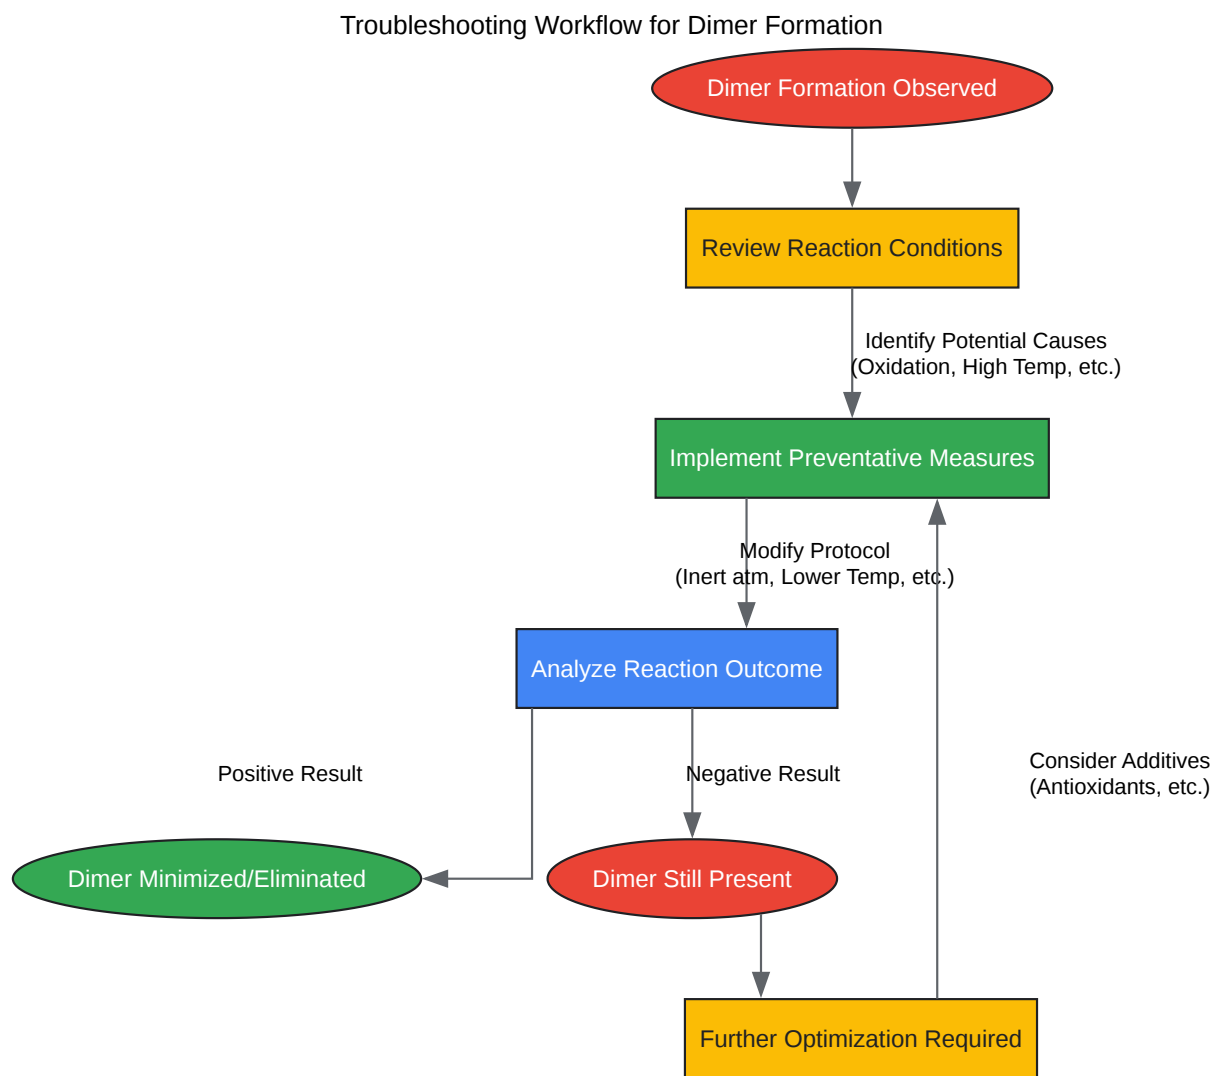 Troubleshooting Workflow for Dimer Formation
Dimer Formation Observed
Review Reaction Conditions
Identify Potential Causes
(Oxidation, High Temp, etc.)
Implement Preventative Measures
Modify Protocol
(Inert atm, Lower Temp, etc.)
Analyze Reaction Outcome
Positive Result
Negative Result
Consider Additives
(Antioxidants, etc.)
Dimer Minimized/Eliminated
Dimer Still Present
Further Optimization Required